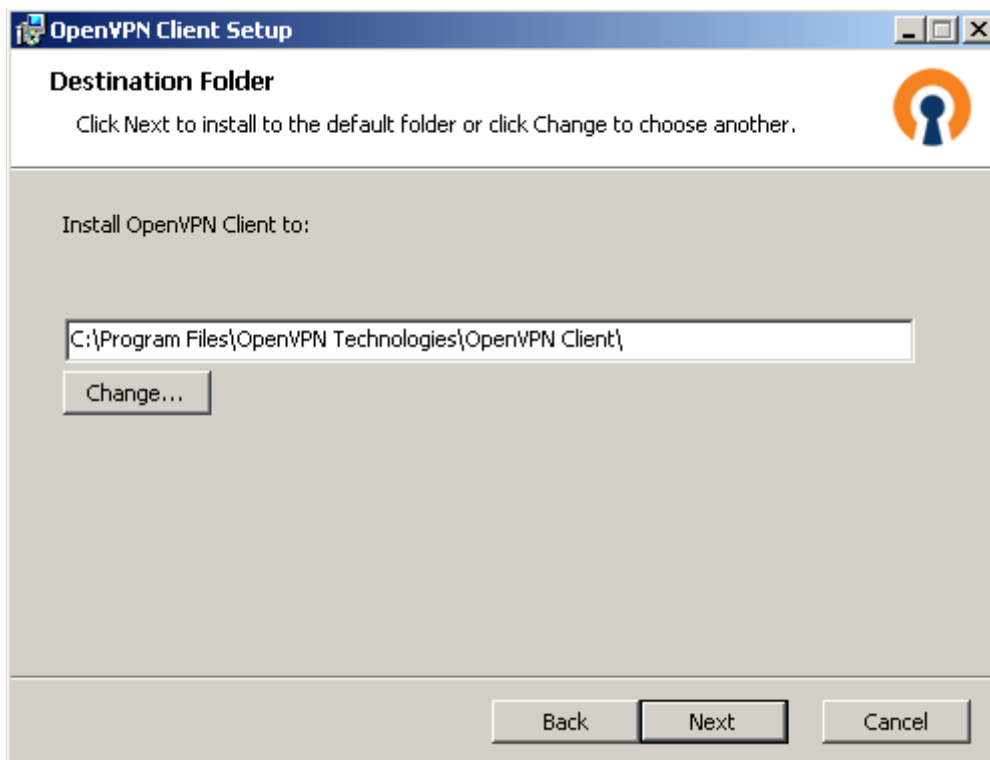 OpenVPN Client Setup
Destination Folder
Click Next to install to the default folder or click Change to choose another.
Install OpenVPN Client to:
C:\Program Files\OpenVPN Technologies\OpenVPN Client\
Change...
Back Next Cancel